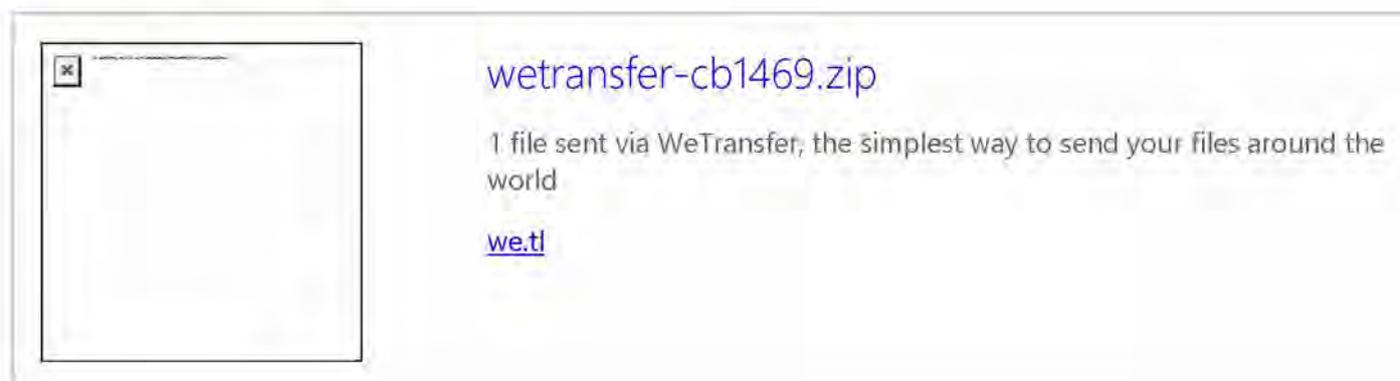 wetransfer-cb1469.zip
1 file sent via WeTransfer, the simplest way to send your files around the
world
we.tl